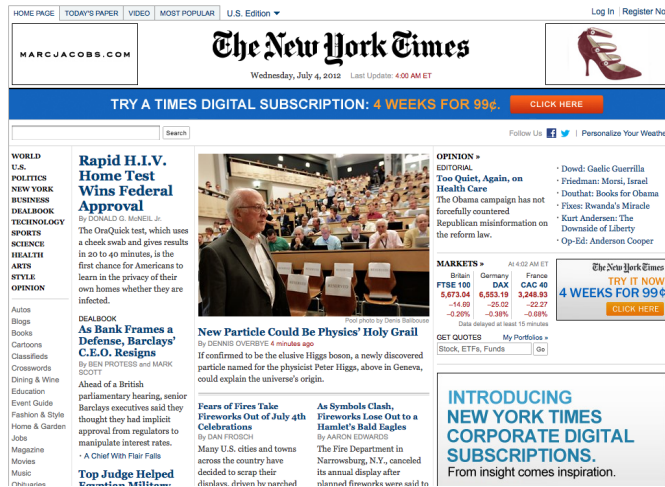 HOME PAGE TODAY'S PAPER VIDEO MOST POPULAR U.S. Edition
Log In Register No
MARCJACOBS.COM
The New York Times
Wednesday, July 4, 2012 Last Update: 4:00 AM ET
TRY A TIMES DIGITAL SUBSCRIPTION: 4 WEEKS FOR 99¢. CLICK HERE
Search
Follow Us Personalize Your Weathe
WORLD
U.S.
POLITICS
NEW YORK
BUSINESS
DEALBOOK
TECHNOLOGY
SPORTS
SCIENCE
HEALTH
ARTS
STYLE
OPINION
Autos
Blogs
Books
Cartoons
Classifieds
Crosswords
Dining & Wine
Education
Event Guide
Fashion & Style
Home & Garden
Jobs
Magazine
Movies
Music
Obituaries
Rapid H.I.V.
Home Test
Wins Federal
Approval
By DONALD G. McNEIL Jr.
The OraQuick test, which uses
a cheek swab and gives results
in 20 to 40 minutes, is the
first chance for Americans to
learn in the privacy of their
own homes whether they are
infected.
DEALBOOK
As Bank Frames a
Defense, Barclays'
C.E.O. Resigns
By BEN PROTESS and MARK
SCOTT
Ahead of a British
parliamentary hearing, senior
Barclays executives said they
thought they had implicit
approval from regulators to
manipulate interest rates.
· A Chief With Flair Falls
Top Judge Helped
Egyptian Military
Pool photo by Denis Balibouse
New Particle Could Be Physics' Holy Grail
By DENNIS OVERBYE 4 minutes ago
If confirmed to be the elusive Higgs boson, a newly discovered
particle named for the physicist Peter Higgs, above in Geneva,
could explain the universe's origin.
Fears of Fires Take
Fireworks Out of July 4th
Celebrations
By DAN FROSCH
Many U.S. cities and towns
across the country have
decided to scrap their
displays, driven by parched
As Symbols Clash,
Fireworks Lose Out to a
Hamlet's Bald Eagles
By AARON EDWARDS
The Fire Department in
Narrowsburg, N.Y., canceled
its annual display after
planned fireworks were said to
OPINION »
EDITORIAL
Too Quiet, Again, on
Health Care
The Obama campaign has not
forcefully countered
Republican misinformation on
the reform law.
· Dowd: Gaelic Guerrilla
· Friedman: Morsi, Israel
· Douthat: Books for Obama
· Fixes: Rwanda's Miracle
· Kurt Andersen: The
Downside of Liberty
· Op-Ed: Anderson Cooper
MARKETS » At 4:02 AM ET
Britain Germany France
FTSE 100 DAX CAC 40
5,673.04 6,553.19 3,248.93
−14.69 −25.02 −22.27
−0.26% −0.38% −0.68%
Data delayed at least 15 minutes
GET QUOTES My Portfolios »
Stock, ETFs, Funds Go
The New York Times
TRY IT NOW
4 WEEKS FOR 99¢
CLICK HERE
INTRODUCING
NEW YORK TIMES
CORPORATE DIGITAL
SUBSCRIPTIONS.
From insight comes inspiration.